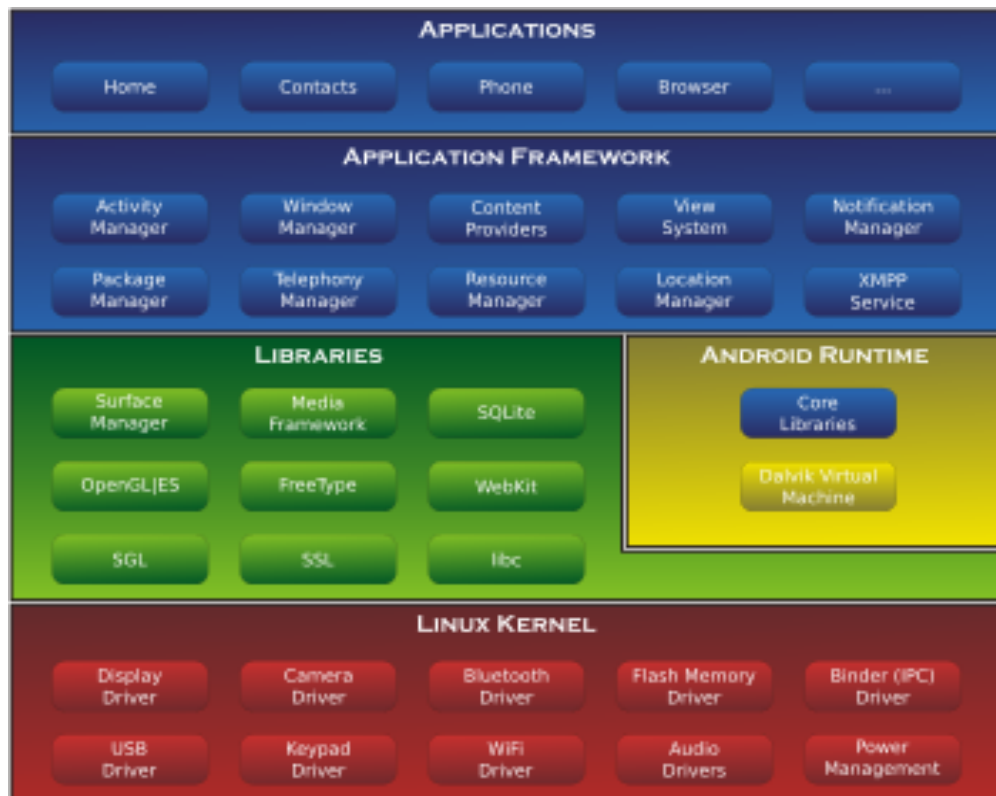 APPLICATIONS
Home
Contacts
Phone
Browser
...
APPLICATION FRAMEWORK
Activity
Manager
Window
Manager
Content
Providers
View
System
Notification
Manager
Package
Manager
Telephony
Manager
Resource
Manager
Location
Manager
XMPP
Service
LIBRARIES
Surface
Manager
Media
Framework
SQLite
OpenGL|ES
FreeType
WebKit
SGL
SSL
libc
ANDROID RUNTIME
Core
Libraries
Dalvik Virtual
Machine
LINUX KERNEL
Display
Driver
Camera
Driver
Bluetooth
Driver
Flash Memory
Driver
Binder (IPC)
Driver
USB
Driver
Keypad
Driver
WiFi
Driver
Audio
Drivers
Power
Management